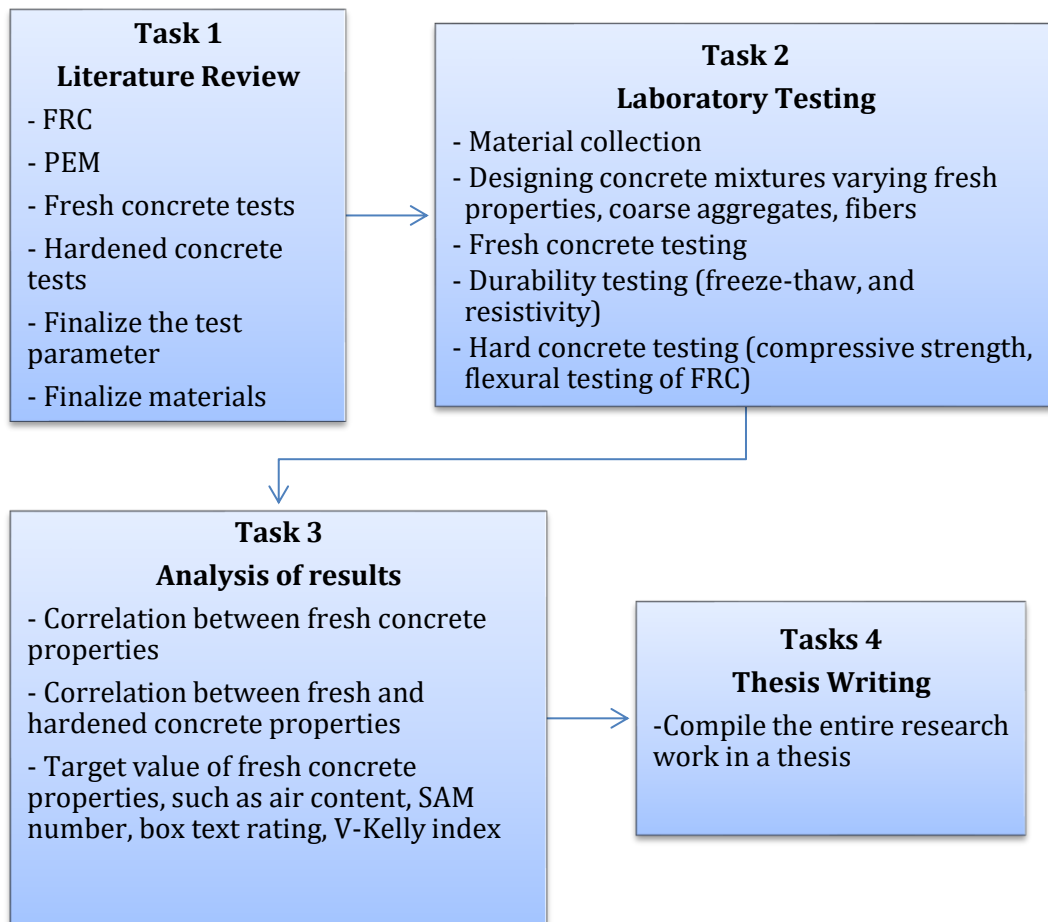 Task 1
Literature Review
- FRC
- PEM
- Fresh concrete tests
- Hardened concrete
tests
- Finalize the test
parameter
- Finalize materials
Task 2
Laboratory Testing
- Material collection
- Designing concrete mixtures varying fresh
properties, coarse aggregates, fibers
- Fresh concrete testing
- Durability testing (freeze-thaw, and
resistivity)
- Hard concrete testing (compressive strength,
flexural testing of FRC)
Task 3
Analysis of results
- Correlation between fresh concrete
properties
- Correlation between fresh and
hardened concrete properties
- Target value of fresh concrete
properties, such as air content, SAM
number, box text rating, V-Kelly index
Tasks 4
Thesis Writing
-Compile the entire research
work in a thesis